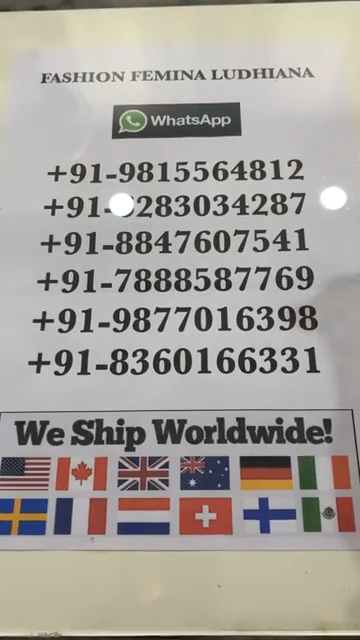 FASHION FEMINA LUDHIANA
WhatsApp
+91-9815564812
+91- 283034287
+91-8847607541
+91-7888587769
+91-9877016398
+91-8360166331
We Ship Worldwide!